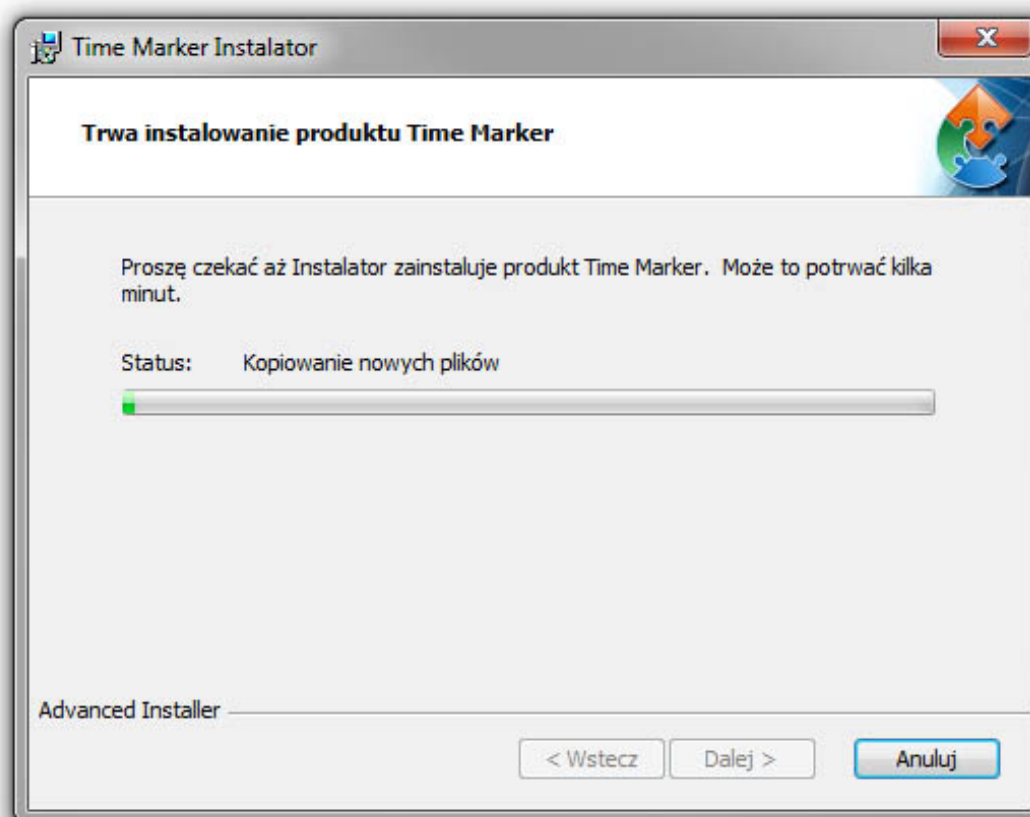 Time Marker Instalator
Trwa instalowanie produktu Time Marker
Proszę czekać aż Instalator zainstaluje produkt Time Marker. Może to potrwać kilka
minut.
Status: Kopiowanie nowych plików
Advanced Installer
< Wstecz Dalej > Anuluj